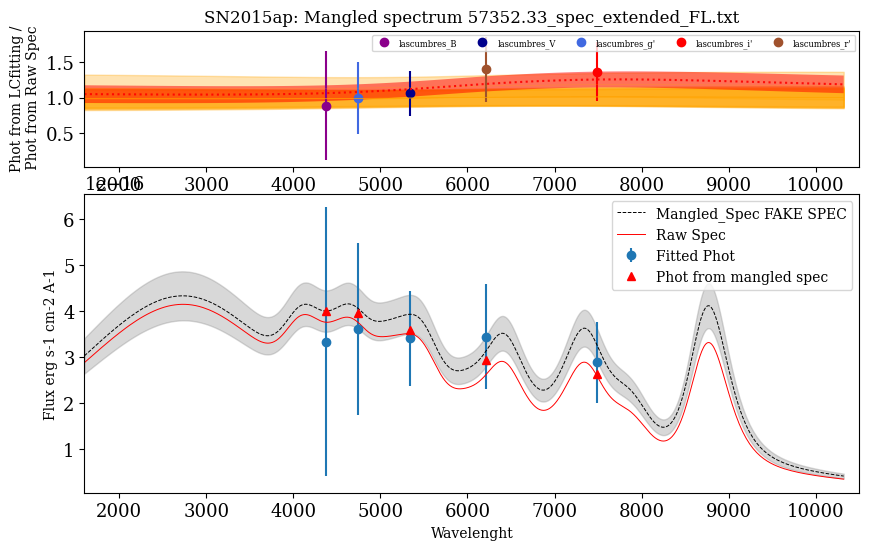 SN2015ap: Mangled spectrum 57352.33_spec_extended_FL.txt
Phot from LCfitting /
Phot from Raw Spec
1.5
1.0
0.5
lascumbres_B
lascumbres_V
lascumbres_g'
lascumbres_i'
lascumbres_r'
2000 3000 4000 5000 6000 7000 8000 9000 10000
1e−16
Flux erg s-1 cm-2 A-1
6
5
4
3
2
1
Mangled_Spec FAKE SPEC
Raw Spec
Fitted Phot
Phot from mangled spec
2000 3000 4000 5000 6000 7000 8000 9000 10000
Wavelenght